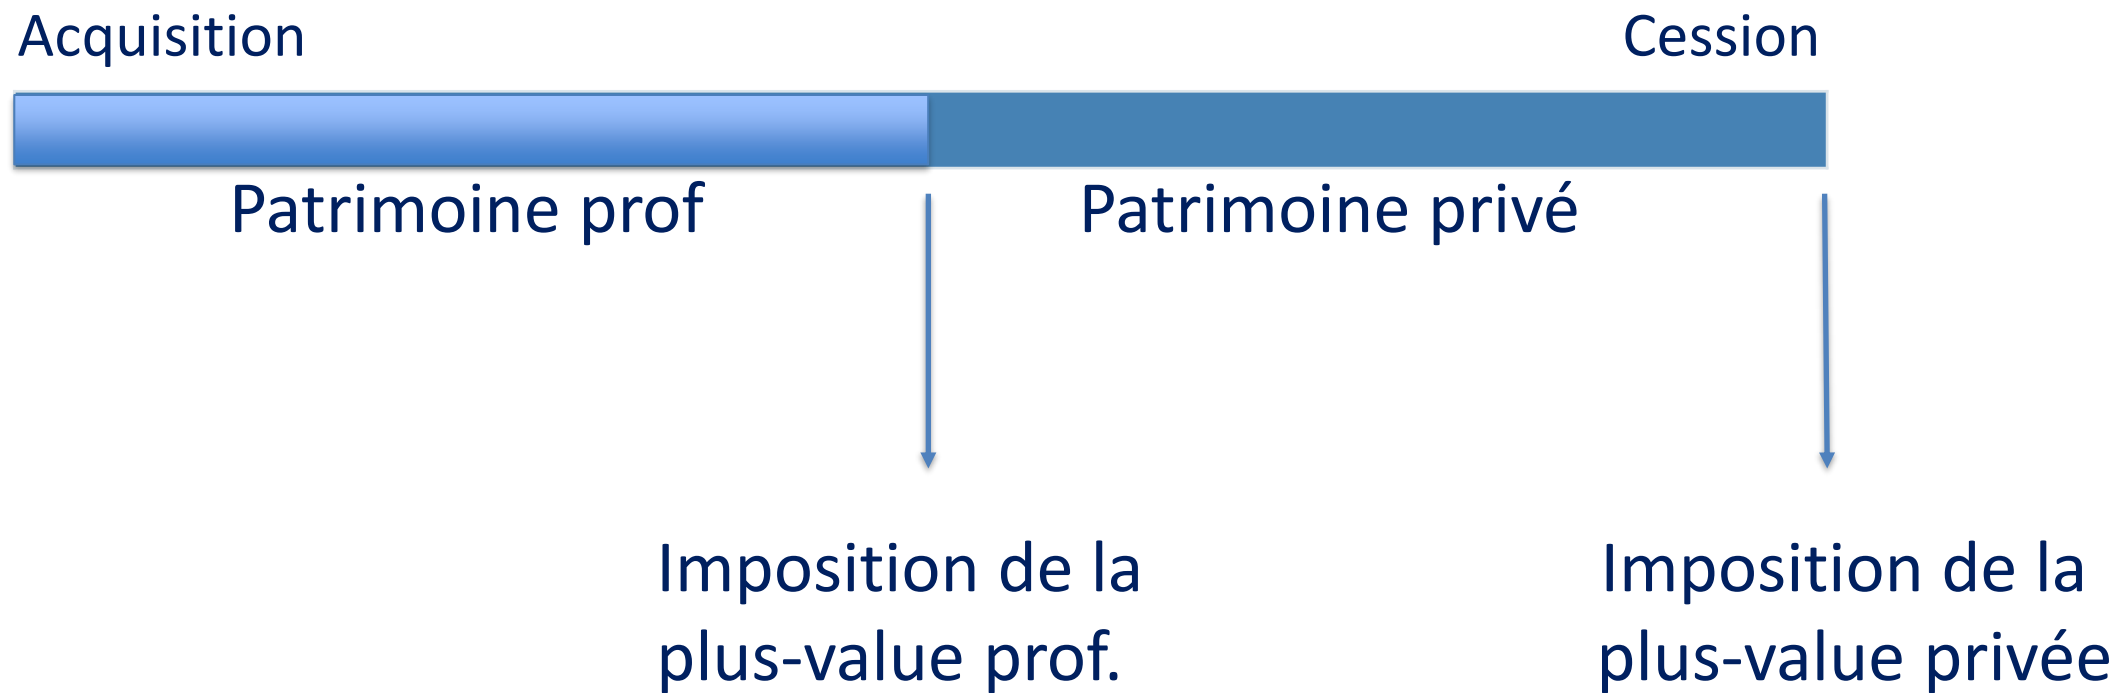 Acquisition
Cession
Patrimoine prof
Patrimoine privé
Imposition de la
plus-value prof.
Imposition de la
plus-value privée